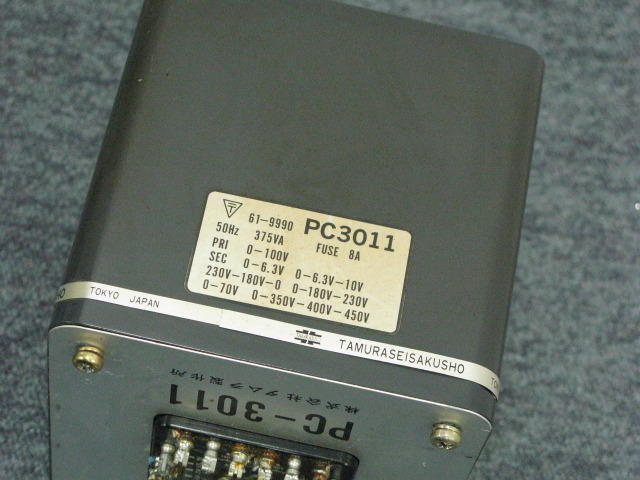 〒 61-9990 PC3011
50Hz 375VA FUSE 8A
PRI 0-100V
SEC 0-6.3V 0-6.3V-10V
230V-180V-0 0-180V-230V
0-70V 0-350V-400V-450V
TOKYO JAPAN TAMURASEISAKUSHO
株式会社タムラ製作所
PC-3011